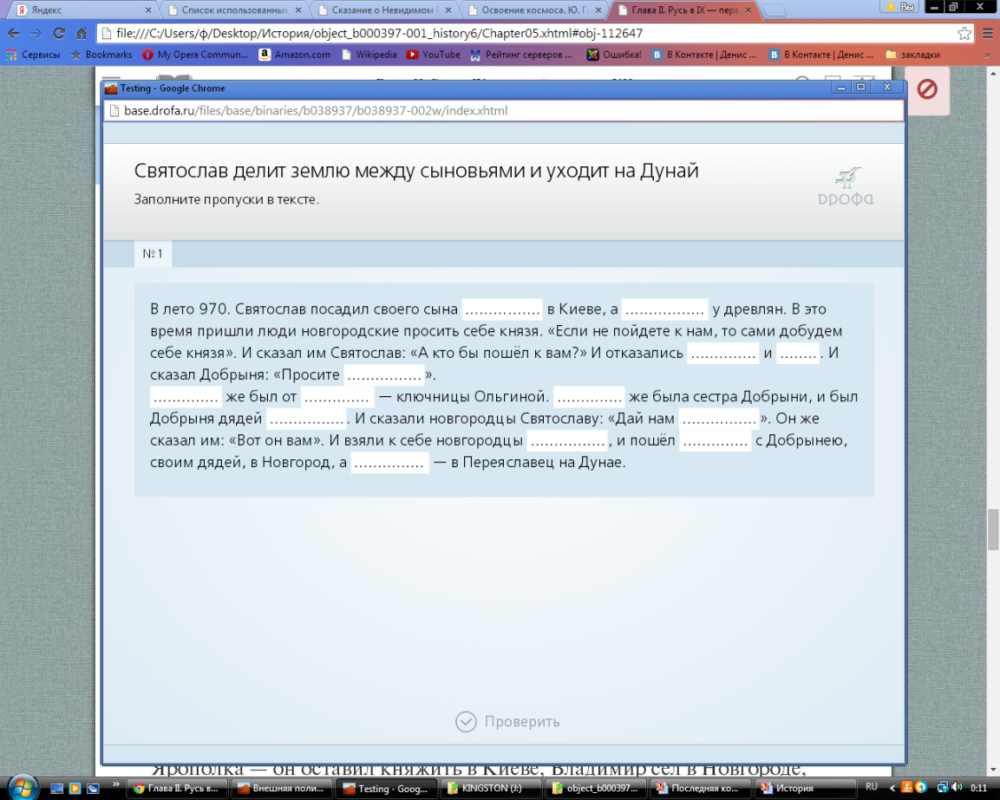 Яндекс
Список использованных
Сказание о Невидимом
Освоение космоса. Ю. Га
Глава II. Русь в IX — перв
Вы
file:///C:/Users/ф/Desktop/История/object_b000397-001_history6/Chapter05.xhtml#obj-112647
Сервисы Bookmarks My Opera Commun... Amazon.com Wikipedia YouTube Рейтинг серверов ... Ошибка! В Контакте | Денис ... В Контакте | Денис ... закладки »
Testing - Google Chrome
base.drofa.ru/files/base/binaries/b038937/b038937-002w/index.xhtml
Святослав делит землю между сыновьями и уходит на Дунай
Заполните пропуски в тексте.
дрофа
№1
В лето 970. Святослав посадил своего сына ............... в Киеве, а ................ у древлян. В это
время пришли люди новгородские просить себе князя. «Если не пойдете к нам, то сами добудем
себе князя». И сказал им Святослав: «А кто бы пошёл к вам?» И отказались ............. и ........ . И
сказал Добрыня: «Просите ............... ».
............. же был от ............. — ключницы Ольгиной. ............. же была сестра Добрыни, и был
Добрыня дядей ............... . И сказали новгородцы Святославу: «Дай нам ............... ». Он же
сказал им: «Вот он вам». И взяли к себе новгородцы ............... , и пошёл ............. с Добрынею,
своим дядей, в Новгород, а .............. — в Переяславец на Дунае.
Проверить
Ярополка — он оставил княжить в Киеве, Владимир сел в Новгороде,
» Глава II. Русь в... Внешняя поли... Testing - Goog... KINGSTON (J:) object_b000397... Последняя ко... История RU 0:11